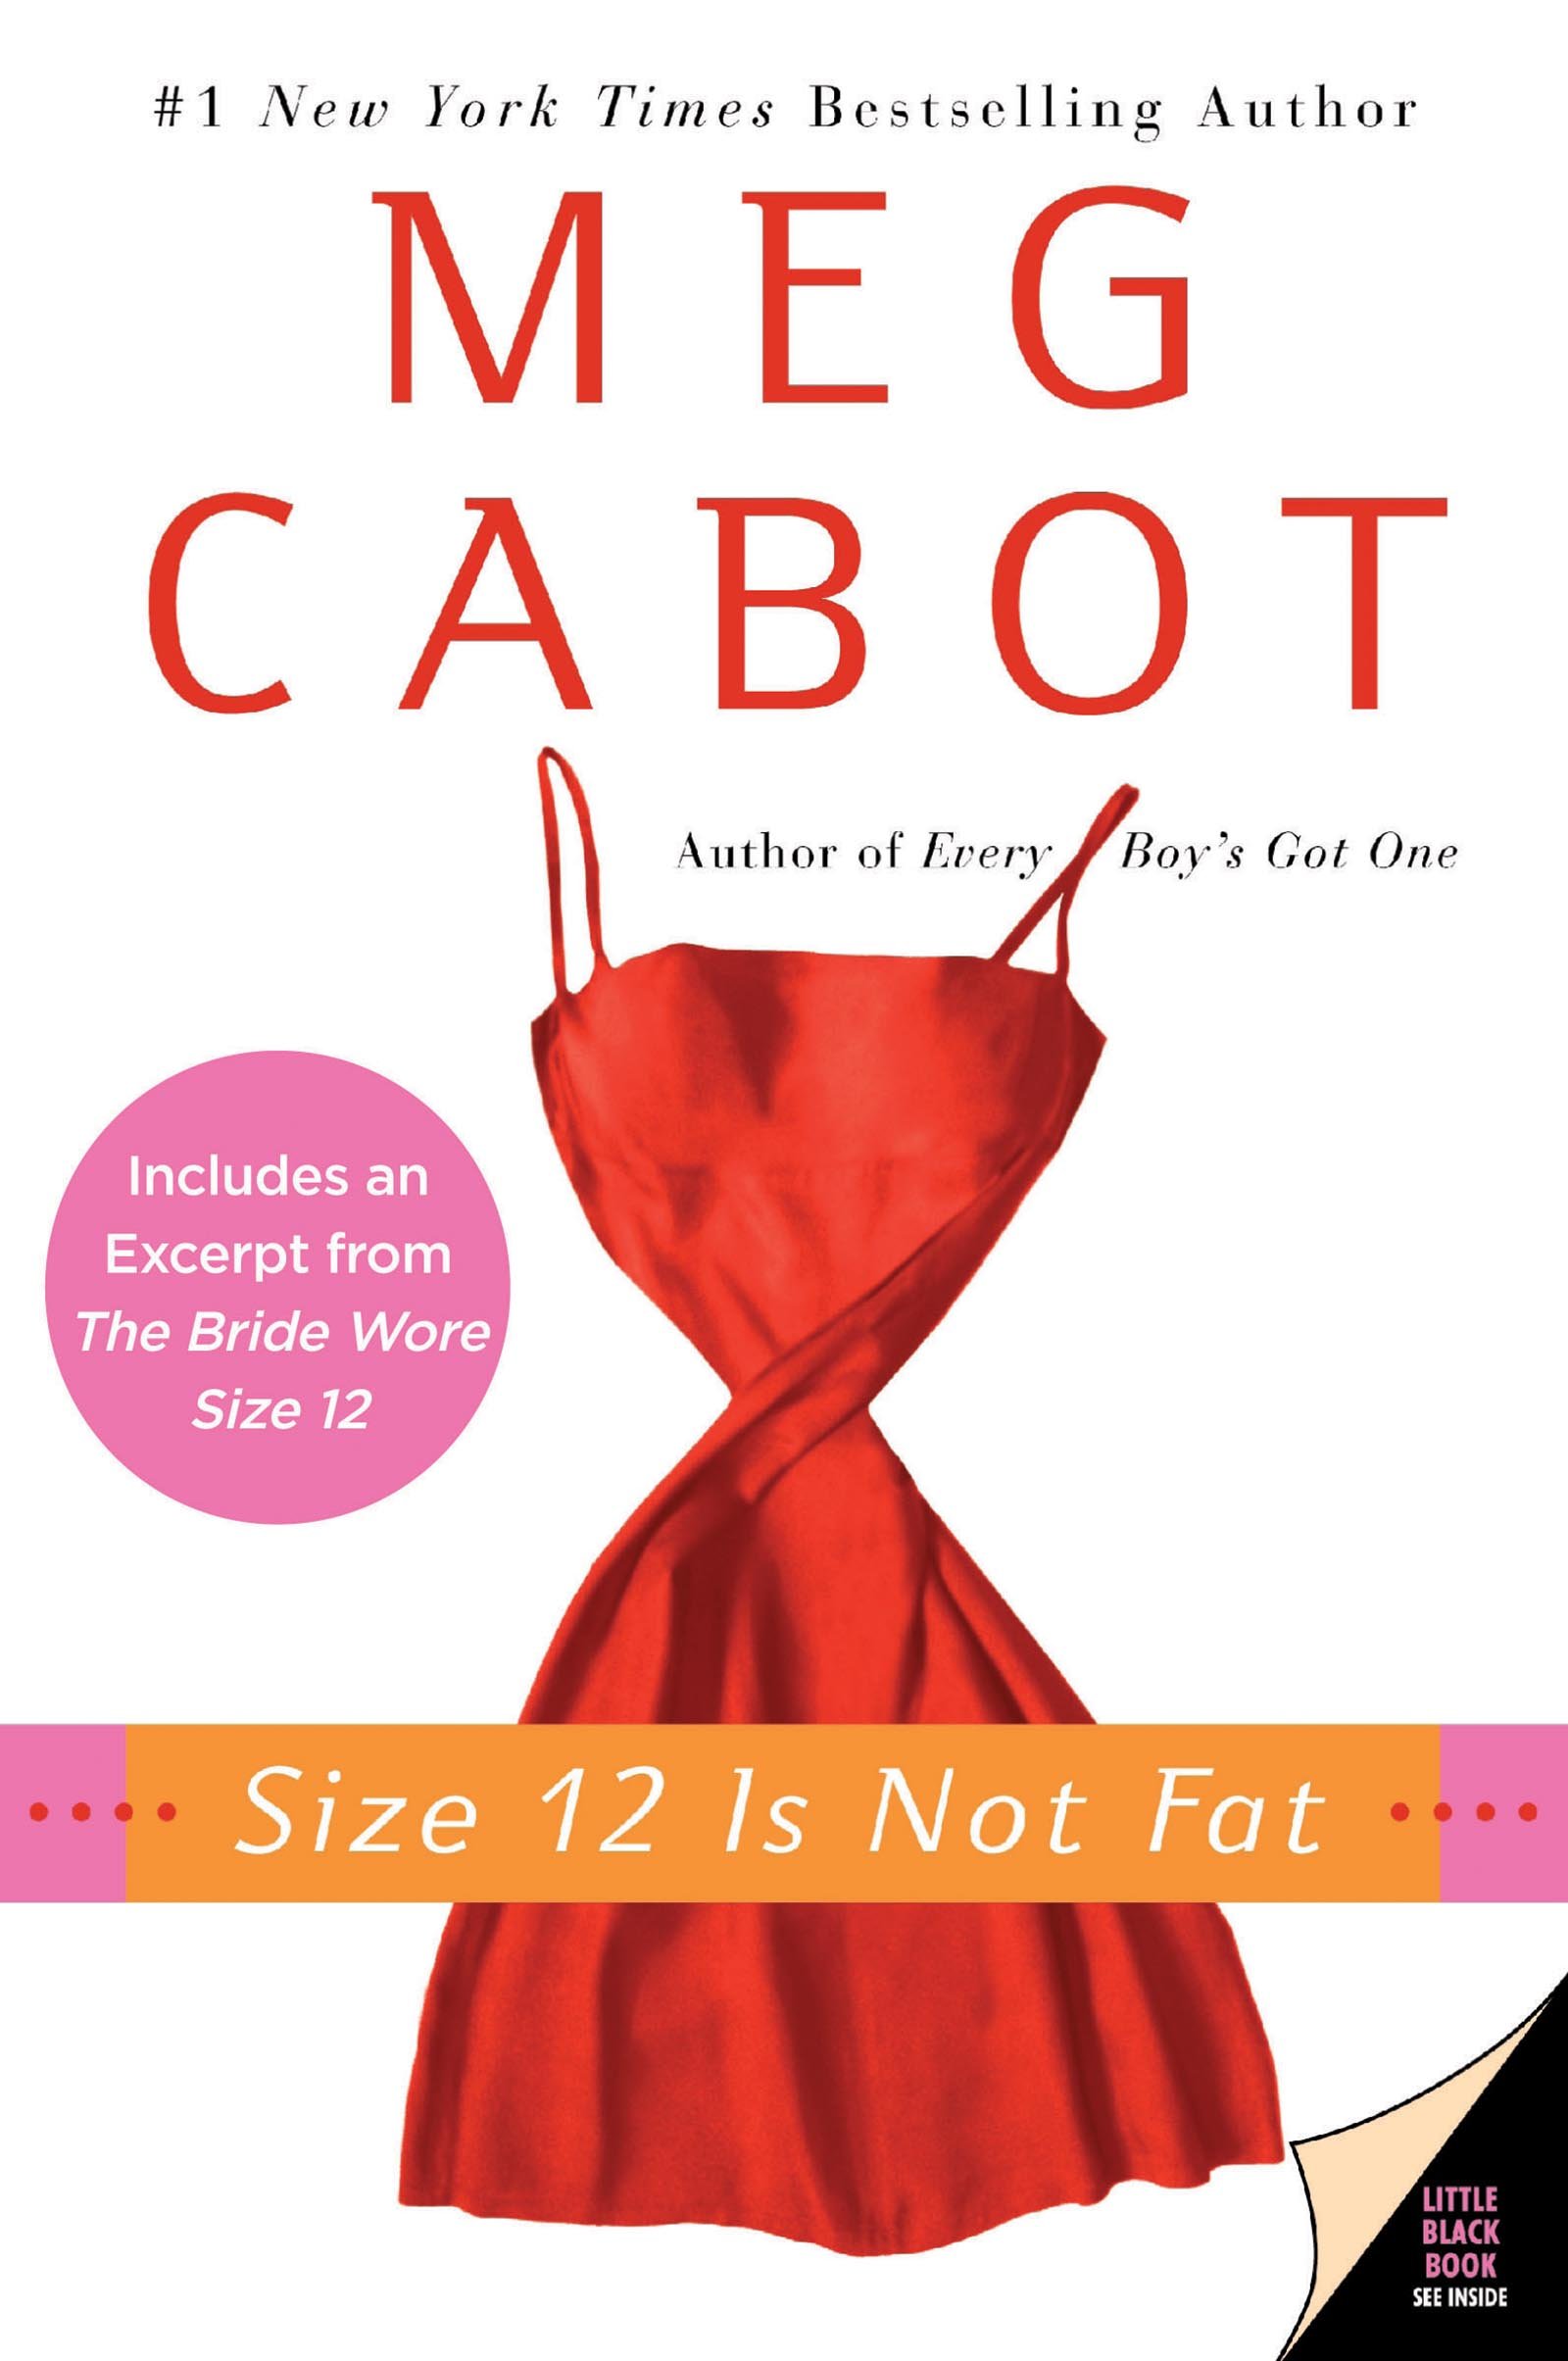 #1 New York Times Bestselling Author
MEG
CABOT
Author of Every Boy's Got One
Includes an
Excerpt from
The Bride Wore
Size 12
Size 12 Is Not Fat
LITTLE
BLACK
BOOK
SEE INSIDE